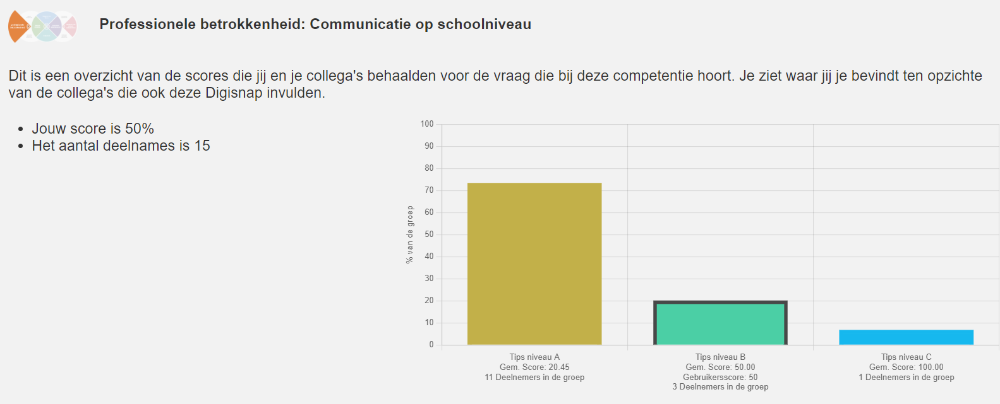 Professionele betrokkenheid: Communicatie op schoolniveau
Dit is een overzicht van de scores die jij en je collega's behaalden voor de vraag die bij deze competentie hoort. Je ziet waar jij je bevindt ten opzichte
van de collega's die ook deze Digisnap invulden.
Jouw score is 50%
Het aantal deelnames is 15
% van de groep
100
90
80
70
60
50
40
30
20
10
0
Tips niveau A
Gem. Score: 20.45
11 Deelnemers in de groep
Tips niveau B
Gem. Score: 50.00
Gebruikersscore: 50
3 Deelnemers in de groep
Tips niveau C
Gem. Score: 100.00
1 Deelnemers in de groep